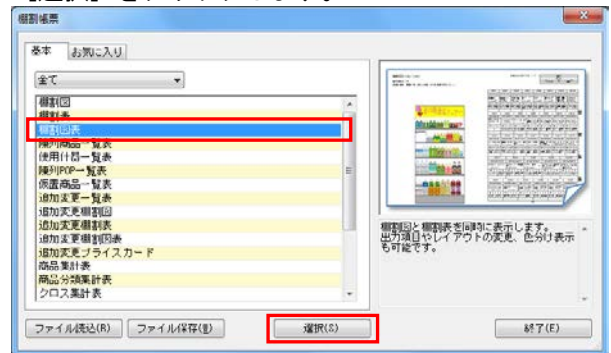 棚割帳票
基本 お気に入り
全て
棚割図
棚割表
棚割図表
陳列商品一覧表
使用什器一覧表
陳列POP一覧表
仮置商品一覧表
追加変更一覧表
追加変更棚割図
追加変更棚割表
追加変更棚割図表
追加変更プライスカード
商品集計表
商品分類集計表
クロス集計表
棚割図と棚割表を同時に表示します。
出力項目やレイアウトの変更、色分け表示
も可能です。
ファイル読込(R) ファイル保存(I) 選択(S) 終了(E)